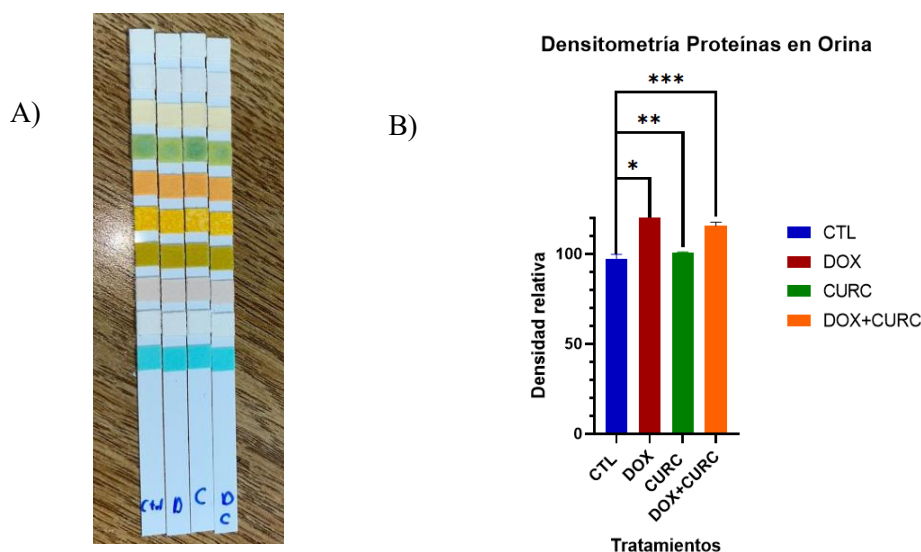 A)
Ctrl
D
C
D
C
B)
Densitometría Proteínas en Orina
***
**
*
Densidad relativa
100
50
0
CTL
DOX
CURC
DOX+CURC
Tratamientos
CTL
DOX
CURC
DOX+CURC